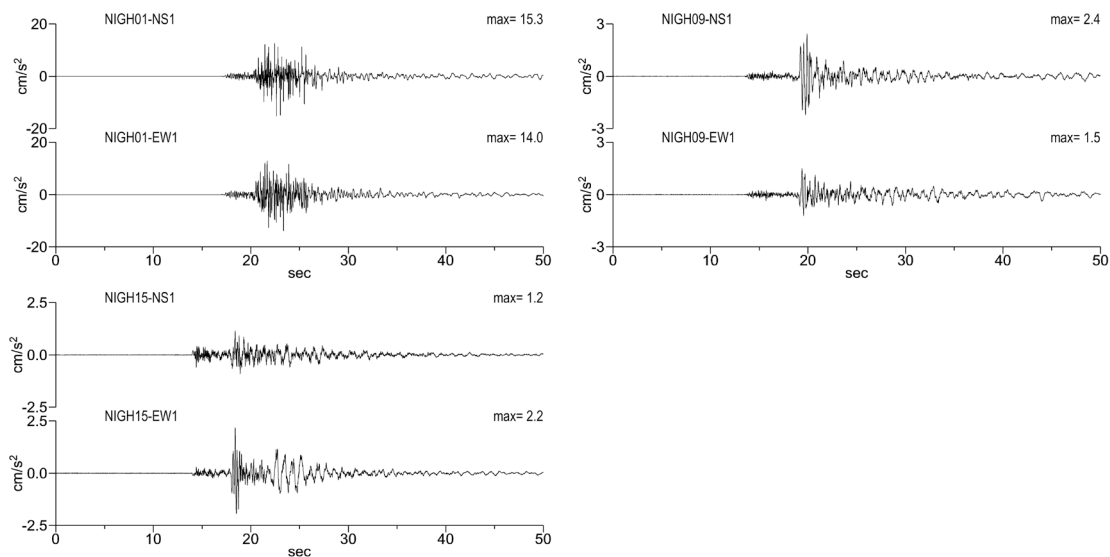 NIGH01-NS1 max= 15.3
20
0
-20
cm/s²
NIGH01-EW1 max= 14.0
20
0
-20
cm/s²
0 10 20 30 40 50
sec
NIGH09-NS1 max= 2.4
3
0
-3
cm/s²
NIGH09-EW1 max= 1.5
3
0
-3
cm/s²
0 10 20 30 40 50
sec
NIGH15-NS1 max= 1.2
2.5
0.0
-2.5
cm/s²
NIGH15-EW1 max= 2.2
2.5
0.0
-2.5
cm/s²
0 10 20 30 40 50
sec